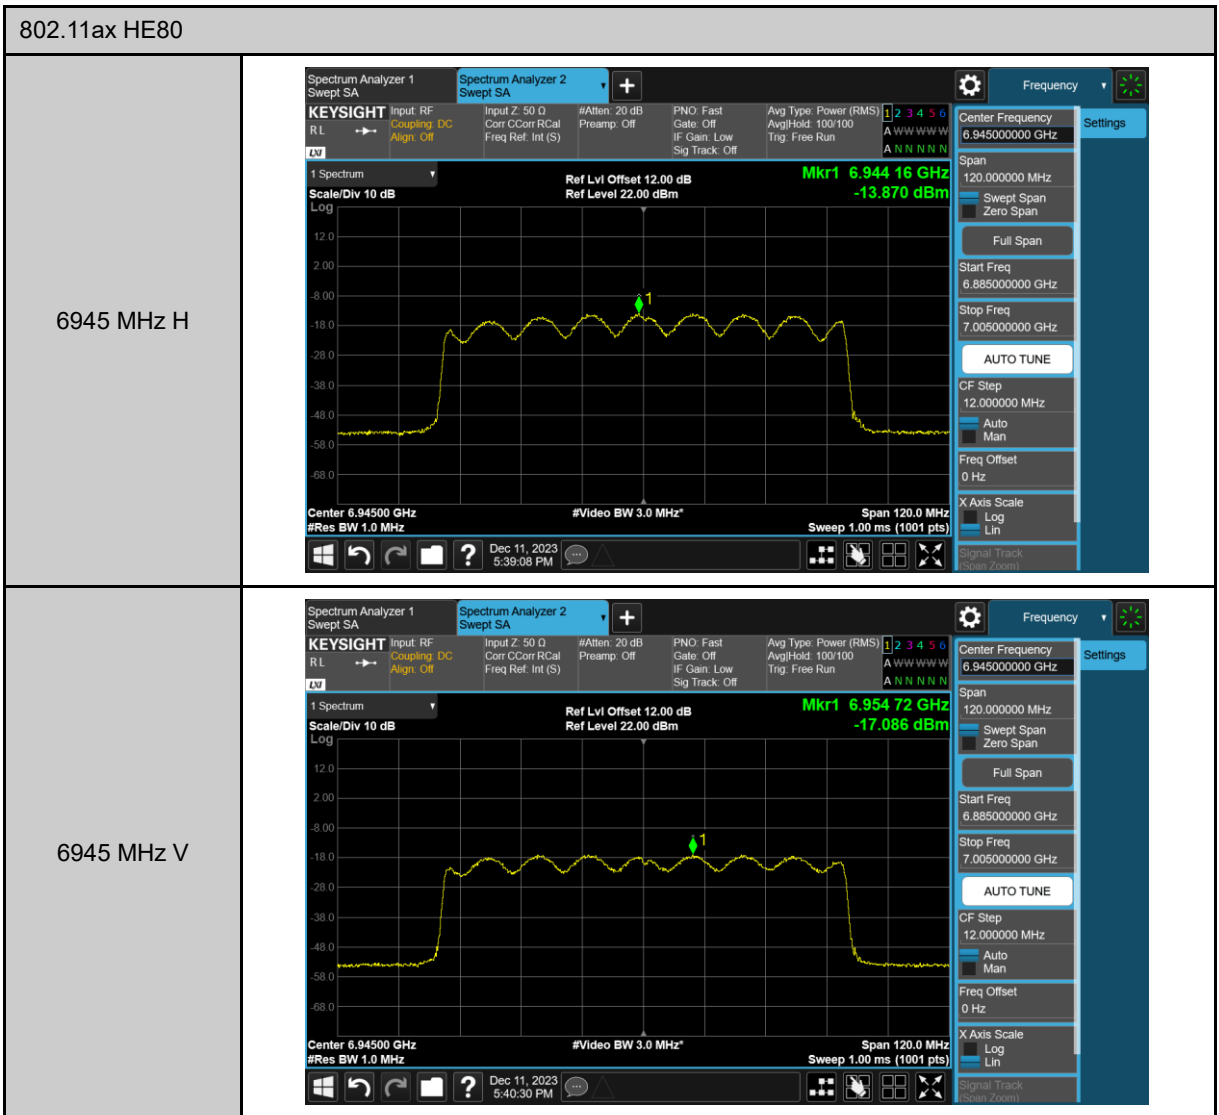 802.11ax HE80
6945 MHz H
Spectrum Analyzer 1
Swept SA
Spectrum Analyzer 2
Swept SA
Frequency
KEYSIGHT
RL
LXI
Input: RF
Coupling: DC
Align: Off
Input Z: 50 Ω
Corr CCorr RCal
Freq Ref: Int (S)
#Atten: 20 dB
Preamp: Off
PNO: Fast
Gate: Off
IF Gain: Low
Sig Track: Off
Avg Type: Power (RMS)
Avg|Hold: 100/100
Trig: Free Run
1 2 3 4 5 6
A W W W W W
A N N N N N
1 Spectrum
Scale/Div 10 dB
Log
Ref Lvl Offset 12.00 dB
Ref Level 22.00 dBm
Mkr1 6.944 16 GHz
-13.870 dBm
12.0
2.00
-8.00
-18.0
-28.0
-38.0
-48.0
-58.0
-68.0
1
Center 6.94500 GHz
#Res BW 1.0 MHz
#Video BW 3.0 MHz*
Span 120.0 MHz
Sweep 1.00 ms (1001 pts)
Dec 11, 2023
5:39:08 PM
Center Frequency
6.945000000 GHz
Settings
Span
120.000000 MHz
Swept Span
Zero Span
Full Span
Start Freq
6.885000000 GHz
Stop Freq
7.005000000 GHz
AUTO TUNE
CF Step
12.000000 MHz
Auto
Man
Freq Offset
0 Hz
X Axis Scale
Log
Lin
Signal Track
(Span Zoom)
6945 MHz V
Spectrum Analyzer 1
Swept SA
Spectrum Analyzer 2
Swept SA
Frequency
KEYSIGHT
RL
LXI
Input: RF
Coupling: DC
Align: Off
Input Z: 50 Ω
Corr CCorr RCal
Freq Ref: Int (S)
#Atten: 20 dB
Preamp: Off
PNO: Fast
Gate: Off
IF Gain: Low
Sig Track: Off
Avg Type: Power (RMS)
Avg|Hold: 100/100
Trig: Free Run
1 2 3 4 5 6
A W W W W W
A N N N N N
1 Spectrum
Scale/Div 10 dB
Log
Ref Lvl Offset 12.00 dB
Ref Level 22.00 dBm
Mkr1 6.954 72 GHz
-17.086 dBm
12.0
2.00
-8.00
-18.0
-28.0
-38.0
-48.0
-58.0
-68.0
1
Center 6.94500 GHz
#Res BW 1.0 MHz
#Video BW 3.0 MHz*
Span 120.0 MHz
Sweep 1.00 ms (1001 pts)
Dec 11, 2023
5:40:30 PM
Center Frequency
6.945000000 GHz
Settings
Span
120.000000 MHz
Swept Span
Zero Span
Full Span
Start Freq
6.885000000 GHz
Stop Freq
7.005000000 GHz
AUTO TUNE
CF Step
12.000000 MHz
Auto
Man
Freq Offset
0 Hz
X Axis Scale
Log
Lin
Signal Track
(Span Zoom)